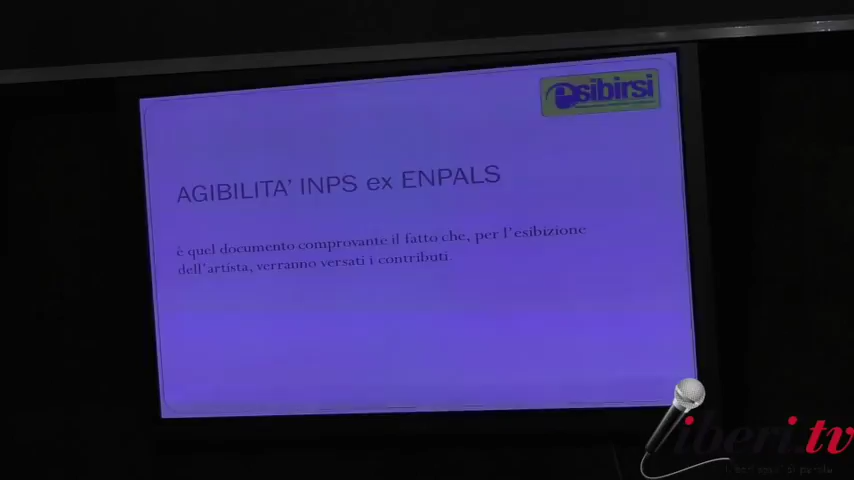 esibirsi
AGIBILITA' INPS ex ENPALS
è quel documento comprovante il fatto che, per l'esibizione
dell'artista, verranno versati i contributi.
liberi.tv